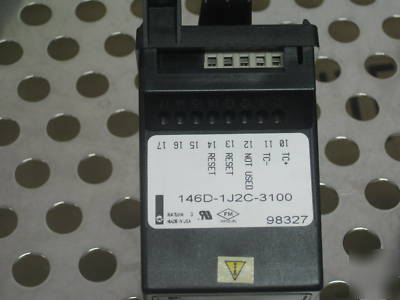 17 16 15 14 13 12 11 10
RESET RESET NOT USED TC- TC+
146D-1J2C-3100
MADE IN USA
FM
98327